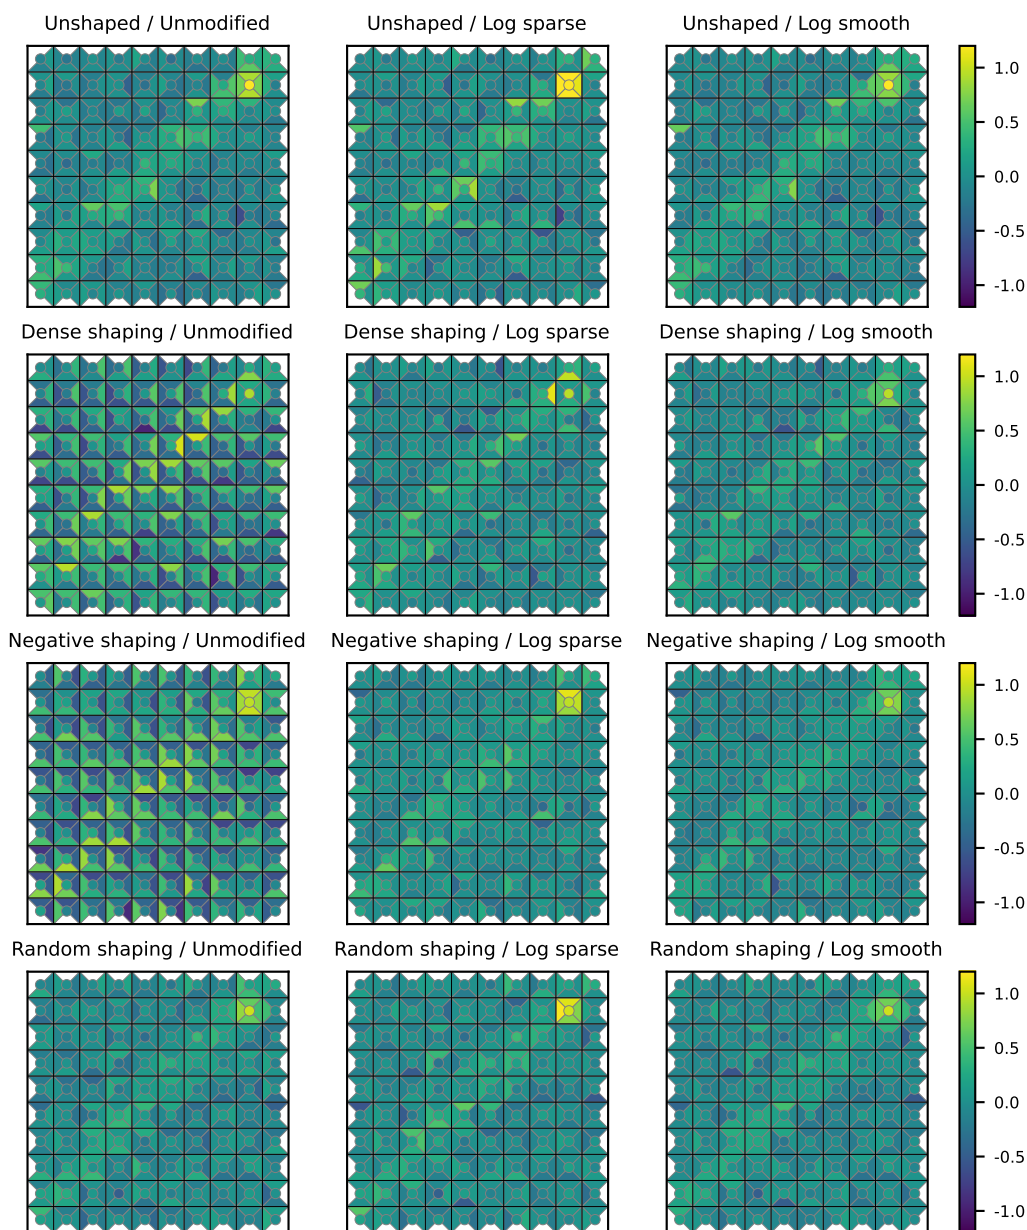 Unshaped / Unmodified
Unshaped / Log sparse
Unshaped / Log smooth
1.0
0.5
0.0
-0.5
-1.0
Dense shaping / Unmodified
Dense shaping / Log sparse
Dense shaping / Log smooth
1.0
0.5
0.0
-0.5
-1.0
Negative shaping / Unmodified
Negative shaping / Log sparse
Negative shaping / Log smooth
1.0
0.5
0.0
-0.5
-1.0
Random shaping / Unmodified
Random shaping / Log sparse
Random shaping / Log smooth
1.0
0.5
0.0
-0.5
-1.0